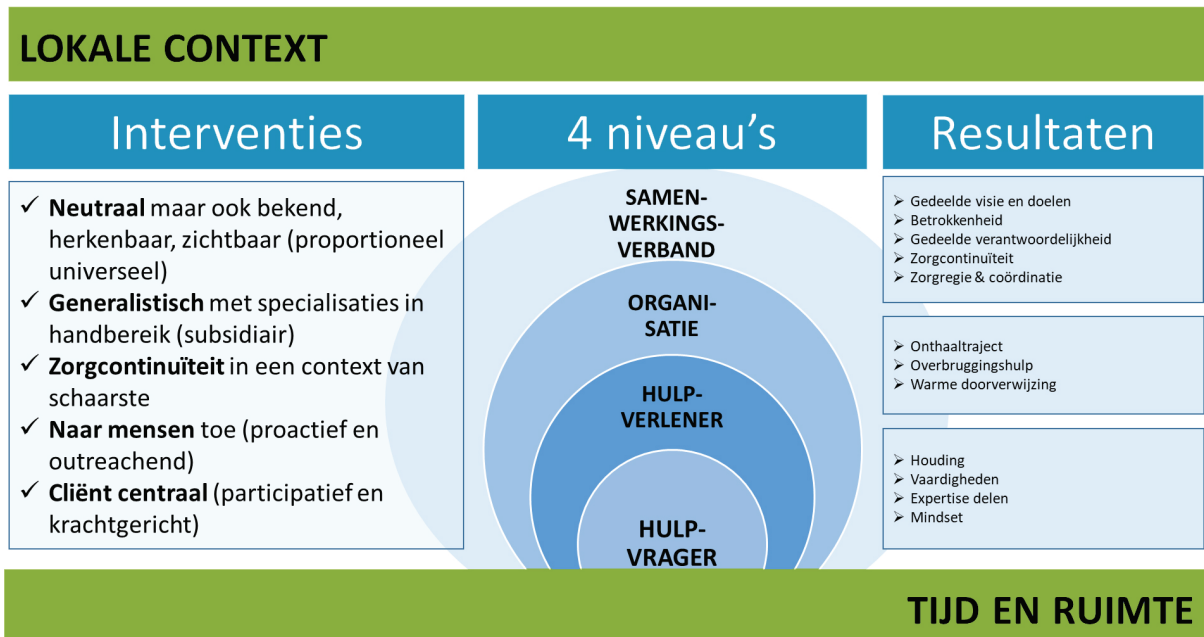 LOKALE CONTEXT
Interventies
✓ Neutraal maar ook bekend,
herkenbaar, zichtbaar (proportioneel
universeel)
✓ Generalistisch met specialisaties in
handbereik (subsidiair)
✓ Zorgcontinuïteit in een context van
schaarste
✓ Naar mensen toe (proactief en
outreachend)
✓ Cliënt centraal (participatief en
krachtgericht)
4 niveau's
SAMEN-
WERKINGS-
VERBAND
ORGANI-
SATIE
HULP-
VERLENER
HULP-
VRAGER
Resultaten
➢ Gedeelde visie en doelen
➢ Betrokkenheid
➢ Gedeelde verantwoordelijkheid
➢ Zorgcontinuïteit
➢ Zorgregie & coördinatie
➢ Onthaaltraject
➢ Overbruggingshulp
➢ Warme doorverwijzing
➢ Houding
➢ Vaardigheden
➢ Expertise delen
➢ Mindset
TIJD EN RUIMTE